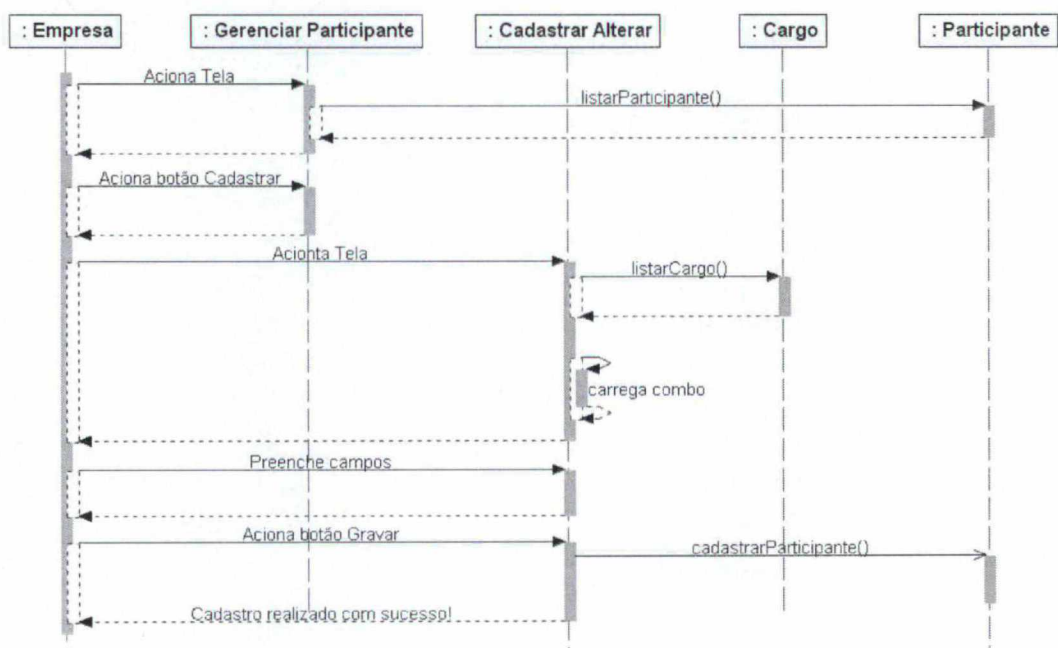 : Empresa
: Gerenciar Participante
: Cadastrar Alterar
: Cargo
: Participante
Aciona Tela
listarParticipante()
Aciona botão Cadastrar
Acionta Tela
listarCargo()
carrega combo
Preenche campos
Aciona botão Gravar
cadastrarParticipante()
Cadastro realizado com sucesso!